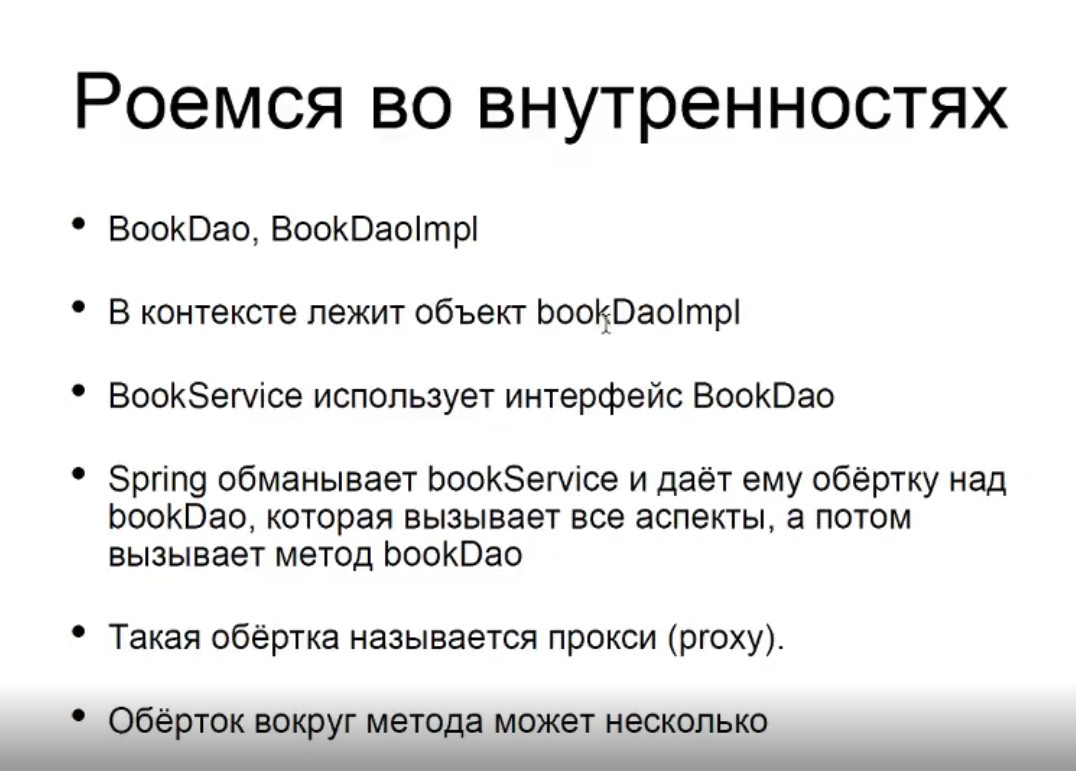 Роемся во внутренностях
• BookDao, BookDaoImpl
• В контексте лежит объект bookDaoImpl
• BookService использует интерфейс BookDao
• Spring обманывает bookService и даёт ему обёртку над
bookDao, которая вызывает все аспекты, а потом
вызывает метод bookDao
• Такая обёртка называется прокси (proxy).
• Обёрток вокруг метода может несколько